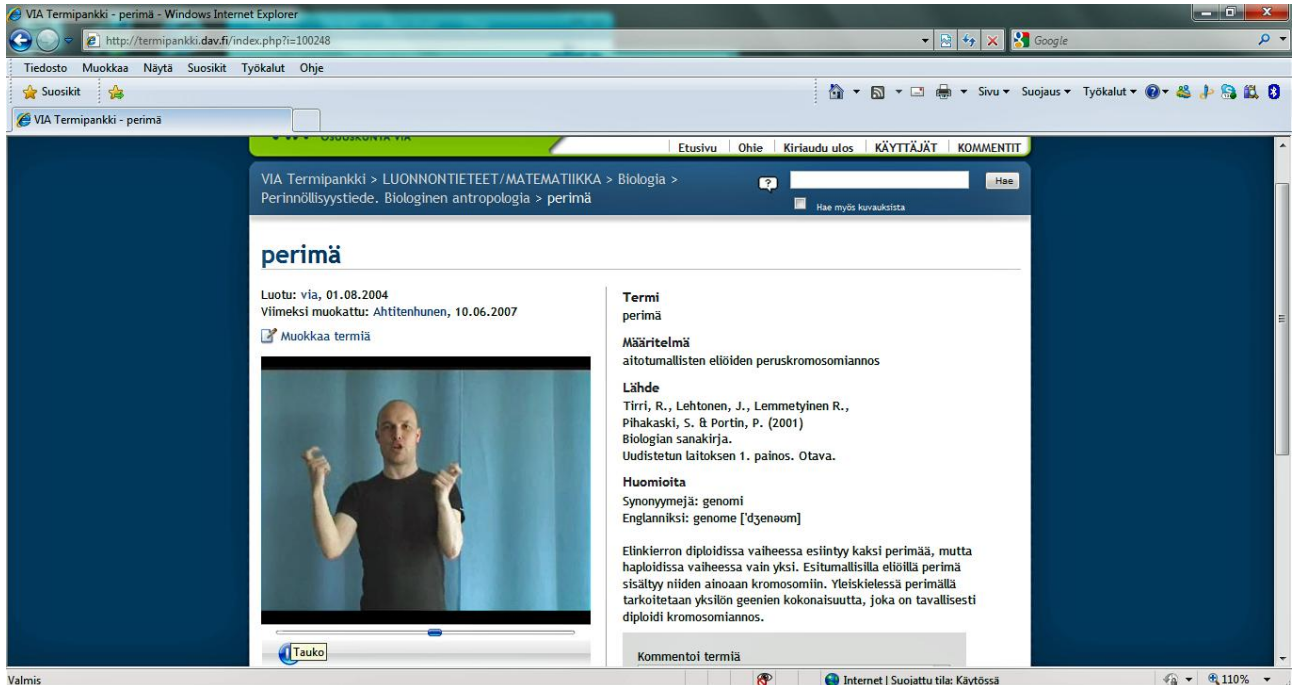 VIA Termipankki - perimä - Windows Internet Explorer
http://termipankki.dav.fi/index.php?i=100248
Google
Tiedosto Muokkaa Näytä Suosikit Työkalut Ohje
Suosikit
Sivu Suojaus Työkalut
VIA Termipankki - perimä
OSUUSKUNTA VIA
Etusivu Ohje Kirjaudu ulos KÄYTTÄJÄT KOMMENTIT
VIA Termipankki > LUONNONTIETEET/MATEMATIIKKA > Biologia >
Perinnöllisyystiede. Biologinen antropologia > perimä
Hae
Hae myös kuvauksista
perimä
Luotu: via, 01.08.2004
Viimeksi muokattu: Ahtitenhunen, 10.06.2007
Muokkaa termiä
Tauko
Termi
perimä
Määritelmä
aitotumallisten eliöiden peruskromosomiannos
Lähde
Tirri, R., Lehtonen, J., Lemmetyinen R.,
Pihakaski, S. & Portin, P. (2001)
Biologian sanakirja.
Uudistetun laitoksen 1. painos. Otava.
Huomioita
Synonyymejä: genomi
Englanniksi: genome ['dʒenəʊm]
Elinkierron diploidissa vaiheessa esiintyy kaksi perimää, mutta
haploidissa vaiheessa vain yksi. Esitumallisilla eliöillä perimä
sisältyy niiden ainoaan kromosomiin. Yleiskielessä perimällä
tarkoitetaan yksilön geenien kokonaisuutta, joka on tavallisesti
diploidi kromosomiannos.
Kommentoi termiä
Valmis
Internet | Suojattu tila: Käytössä
110%